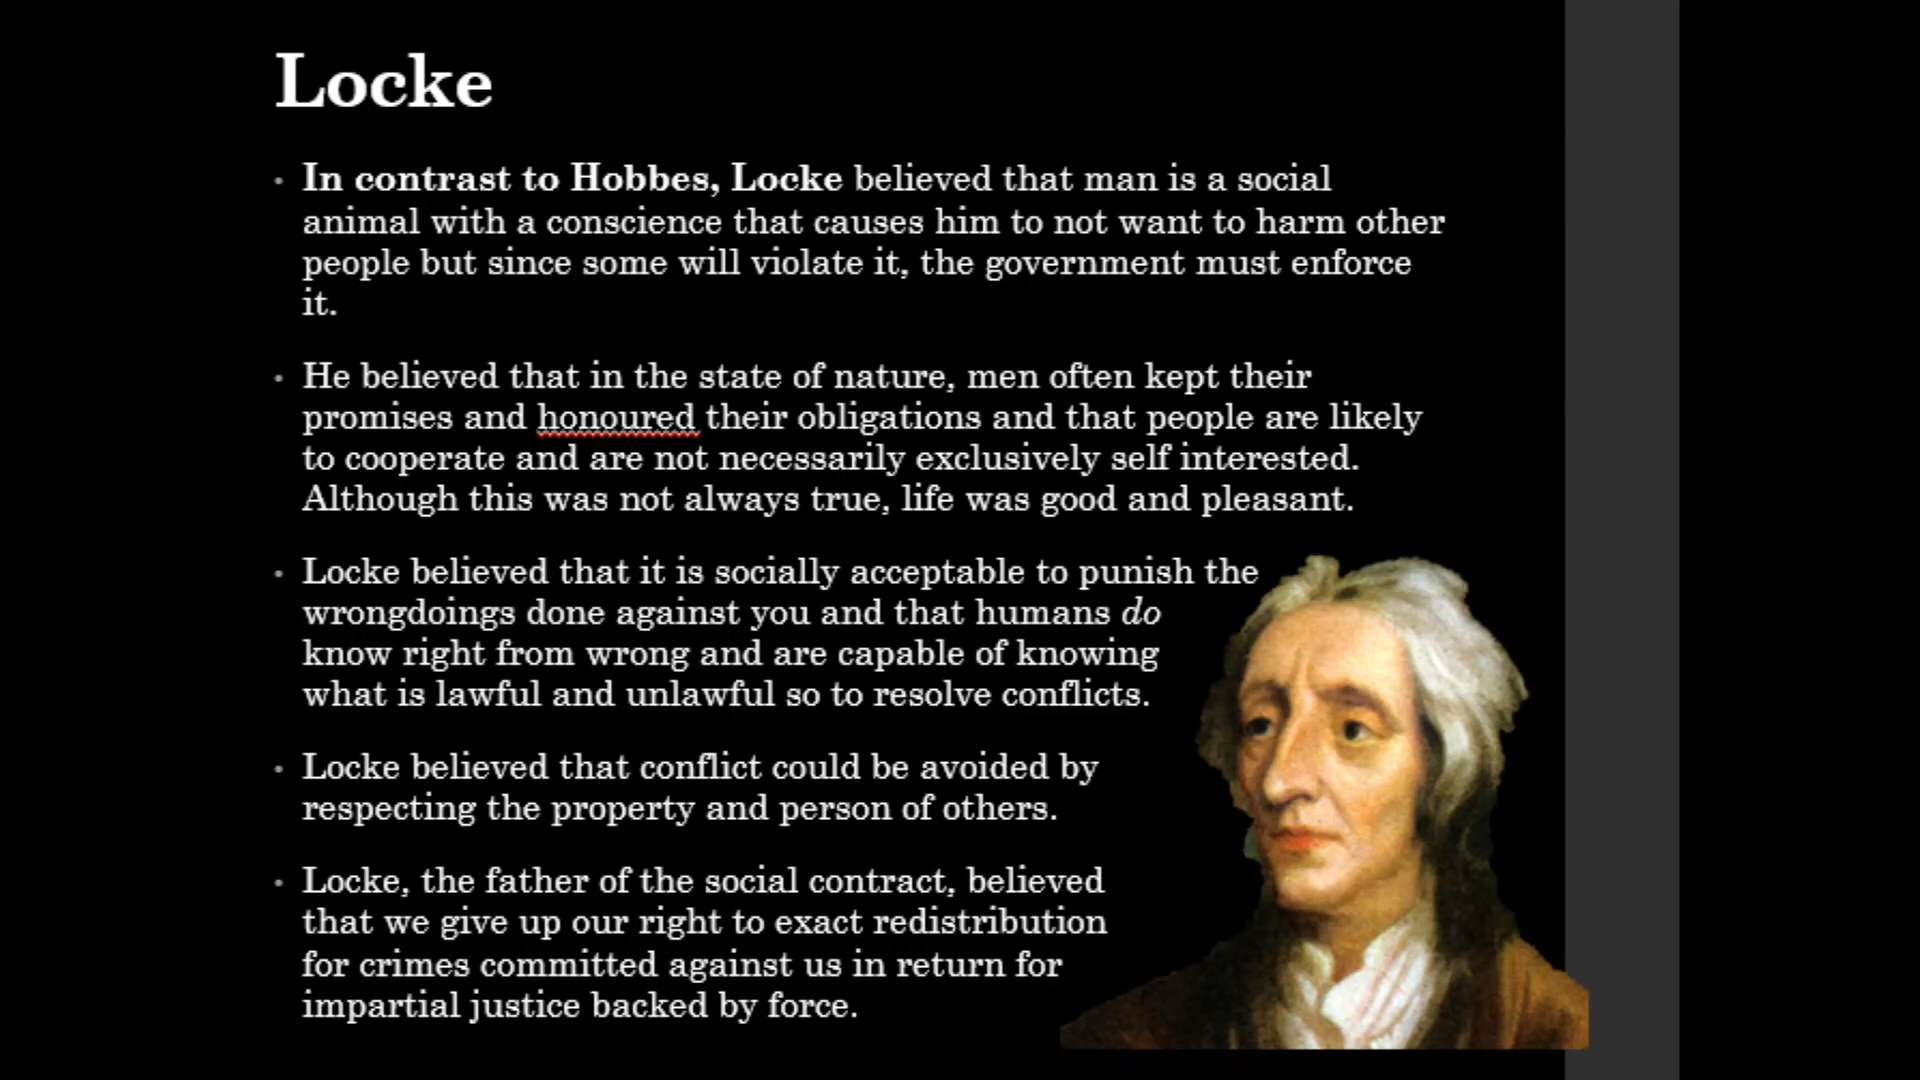 Locke
• In contrast to Hobbes, Locke believed that man is a social
animal with a conscience that causes him to not want to harm other
people but since some will violate it, the government must enforce
it.
• He believed that in the state of nature, men often kept their
promises and honoured their obligations and that people are likely
to cooperate and are not necessarily exclusively self interested.
Although this was not always true, life was good and pleasant.
• Locke believed that it is socially acceptable to punish the
wrongdoings done against you and that humans do
know right from wrong and are capable of knowing
what is lawful and unlawful so to resolve conflicts.
• Locke believed that conflict could be avoided by
respecting the property and person of others.
• Locke, the father of the social contract, believed
that we give up our right to exact redistribution
for crimes committed against us in return for
impartial justice backed by force.